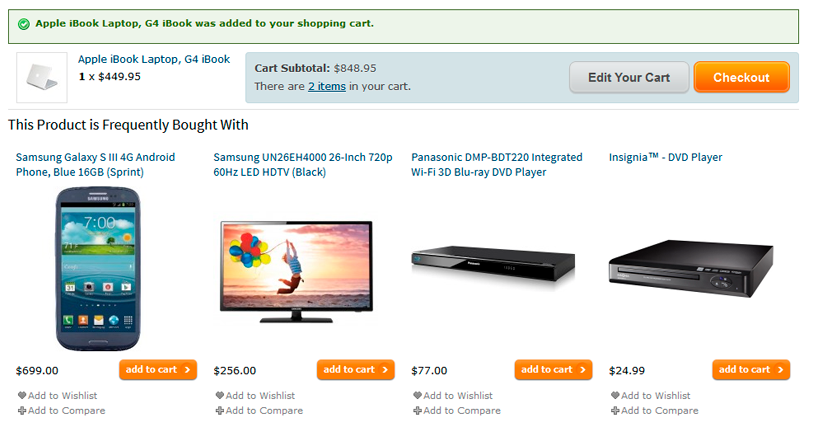 Apple iBook Laptop, G4 iBook was added to your shopping cart.
Apple iBook Laptop, G4 iBook
1 x $449.95
Cart Subtotal: $848.95
There are 2 items in your cart.
Edit Your Cart
Checkout
This Product is Frequently Bought With
Samsung Galaxy S III 4G Android
Phone, Blue 16GB (Sprint)
SAMSUNG
7:00
$699.00
add to cart
Add to Wishlist
Add to Compare
Samsung UN26EH4000 26-Inch 720p
60Hz LED HDTV (Black)
$256.00
add to cart
Add to Wishlist
Add to Compare
Panasonic DMP-BDT220 Integrated
Wi-Fi 3D Blu-ray DVD Player
$77.00
add to cart
Add to Wishlist
Add to Compare
Insignia™ - DVD Player
$24.99
add to cart
Add to Wishlist
Add to Compare